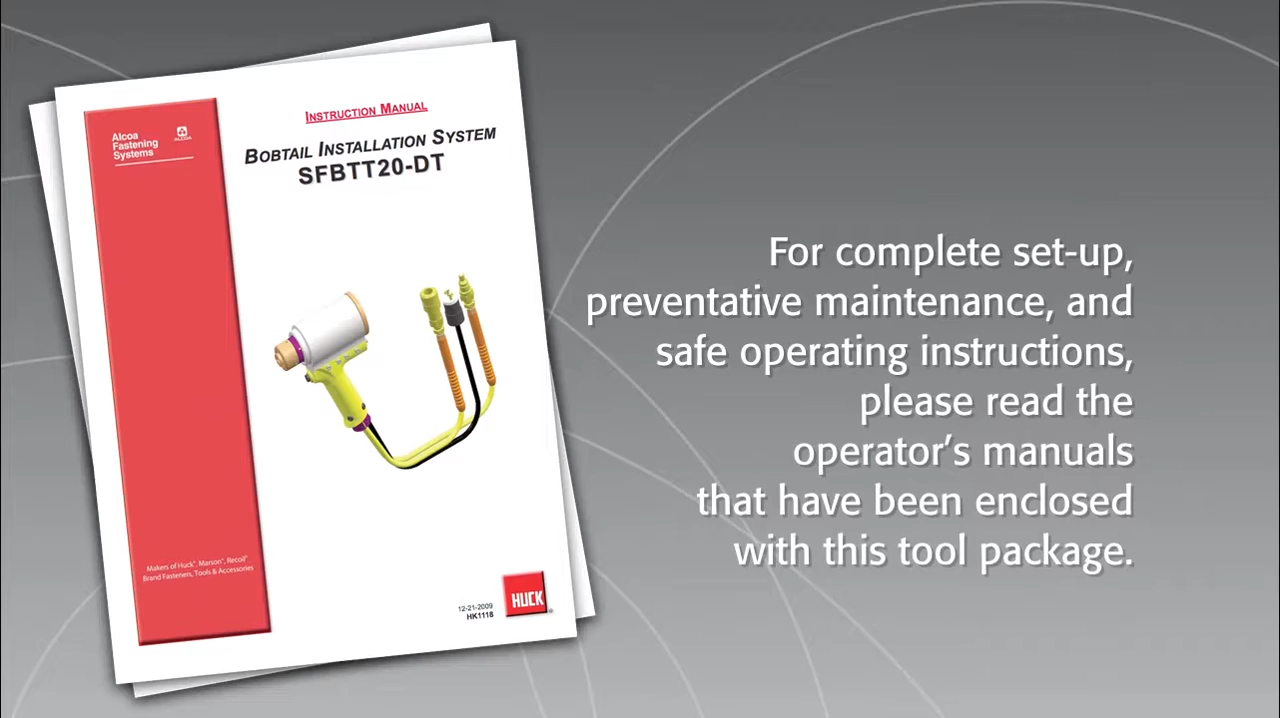 Alcoa
Fastening
Systems
ALCOA
INSTRUCTION MANUAL
BOBTAIL INSTALLATION SYSTEM
SFBTT20-DT
Makers of Huck®, Marson®, Recoil®
Brand Fasteners, Tools & Accessories
12-21-2009
HK1118
HUCK®
For complete set-up,
preventative maintenance, and
safe operating instructions,
please read the
operator’s manuals
that have been enclosed
with this tool package.